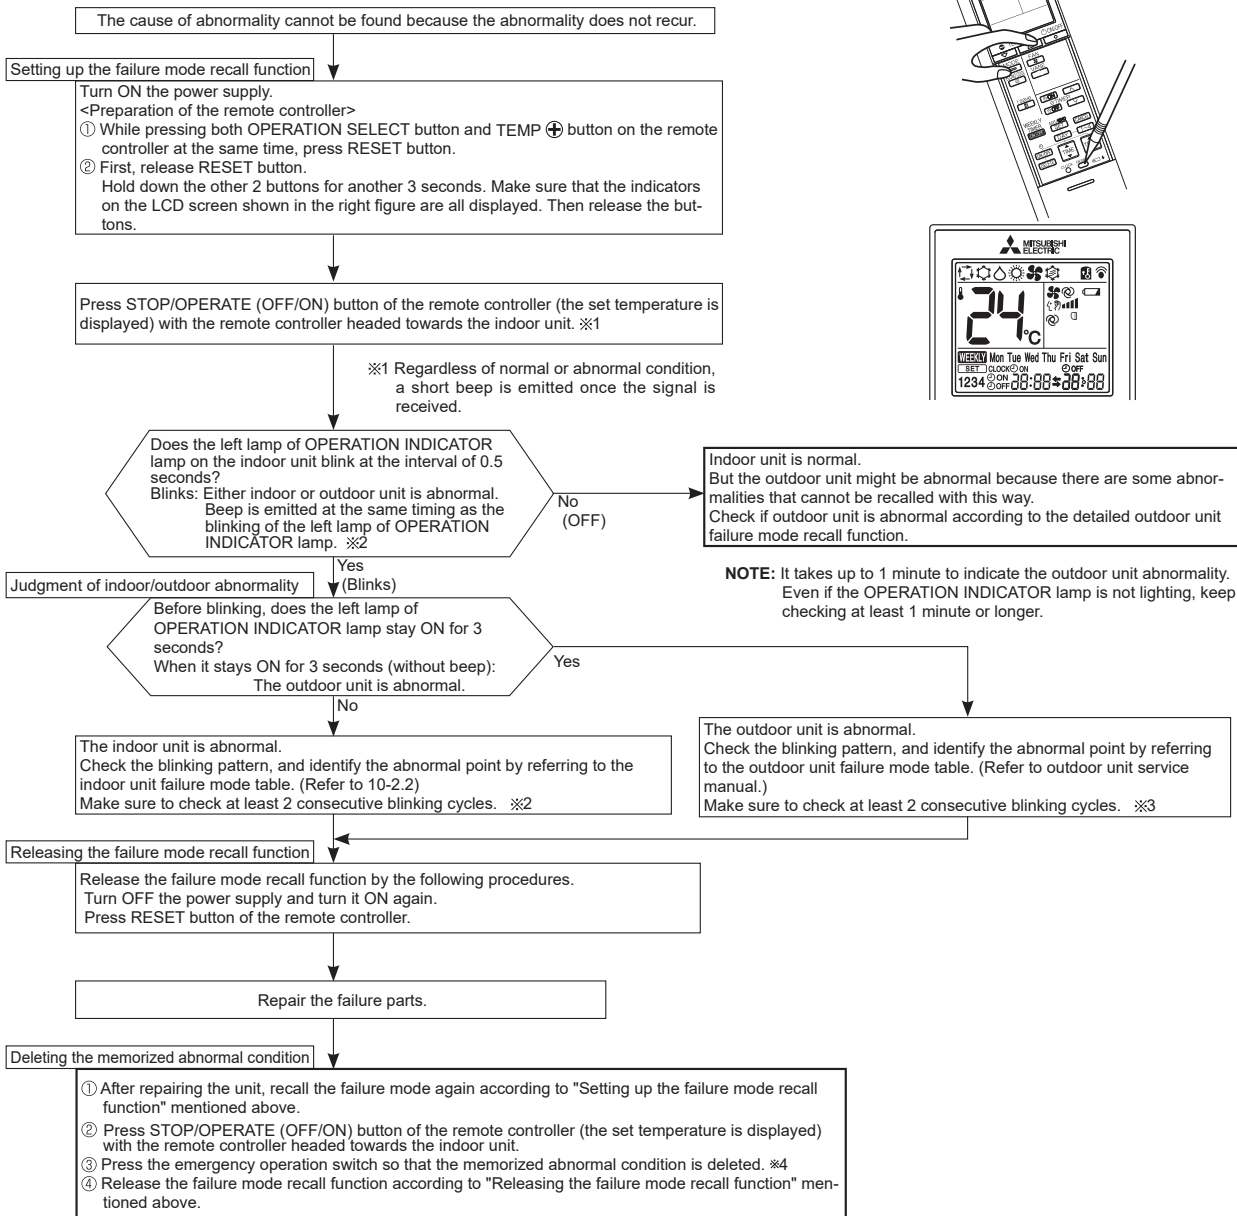 The cause of abnormality cannot be found because the abnormality does not recur.
Setting up the failure mode recall function
Turn ON the power supply.
<Preparation of the remote controller>
① While pressing both OPERATION SELECT button and TEMP ⊕ button on the remote
controller at the same time, press RESET button.
② First, release RESET button.
Hold down the other 2 buttons for another 3 seconds. Make sure that the indicators
on the LCD screen shown in the right figure are all displayed. Then release the but-
tons.
MITSUBISHI
ELECTRIC
24°C
WEEKLY Mon Tue Wed Thu Fri Sat Sun
SET CLOCK ON OFF
1234 ON 88:88 88:88
OFF
Press STOP/OPERATE (OFF/ON) button of the remote controller (the set temperature is
displayed) with the remote controller headed towards the indoor unit. ※1
※1 Regardless of normal or abnormal condition,
a short beep is emitted once the signal is
received.
Does the left lamp of OPERATION INDICATOR
lamp on the indoor unit blink at the interval of 0.5
seconds?
Blinks: Either indoor or outdoor unit is abnormal.
Beep is emitted at the same timing as the
blinking of the left lamp of OPERATION
INDICATOR lamp. ※2
No
(OFF)
Indoor unit is normal.
But the outdoor unit might be abnormal because there are some abnor-
malities that cannot be recalled with this way.
Check if outdoor unit is abnormal according to the detailed outdoor unit
failure mode recall function.
Yes
(Blinks)
NOTE: It takes up to 1 minute to indicate the outdoor unit abnormality.
Even if the OPERATION INDICATOR lamp is not lighting, keep
checking at least 1 minute or longer.
Judgment of indoor/outdoor abnormality
Before blinking, does the left lamp of
OPERATION INDICATOR lamp stay ON for 3
seconds?
When it stays ON for 3 seconds (without beep):
The outdoor unit is abnormal.
Yes
No
The indoor unit is abnormal.
Check the blinking pattern, and identify the abnormal point by referring to the
indoor unit failure mode table. (Refer to 10-2.2)
Make sure to check at least 2 consecutive blinking cycles. ※2
The outdoor unit is abnormal.
Check the blinking pattern, and identify the abnormal point by referring
to the outdoor unit failure mode table. (Refer to outdoor unit service
manual.)
Make sure to check at least 2 consecutive blinking cycles. ※3
Releasing the failure mode recall function
Release the failure mode recall function by the following procedures.
Turn OFF the power supply and turn it ON again.
Press RESET button of the remote controller.
Repair the failure parts.
Deleting the memorized abnormal condition
① After repairing the unit, recall the failure mode again according to "Setting up the failure mode recall
function" mentioned above.
② Press STOP/OPERATE (OFF/ON) button of the remote controller (the set temperature is displayed)
with the remote controller headed towards the indoor unit.
③ Press the emergency operation switch so that the memorized abnormal condition is deleted. ※4
④ Release the failure mode recall function according to "Releasing the failure mode recall function" men-
tioned above.